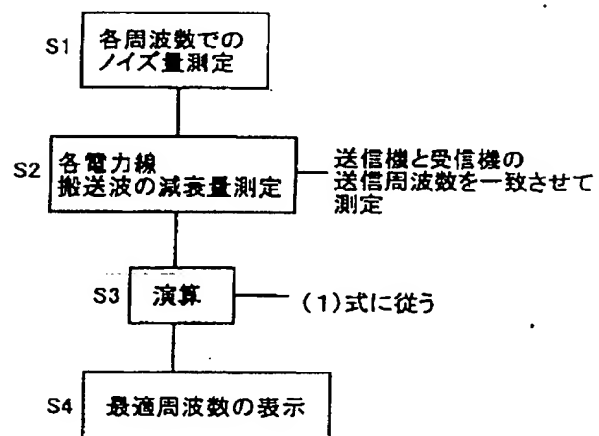 S1
各周波数での
ノイズ量測定
S2
各電力線
搬送波の減衰量測定
送信機と受信機の
送信周波数を一致させて
測定
S3
演算
(1)式に従う
S4
最適周波数の表示